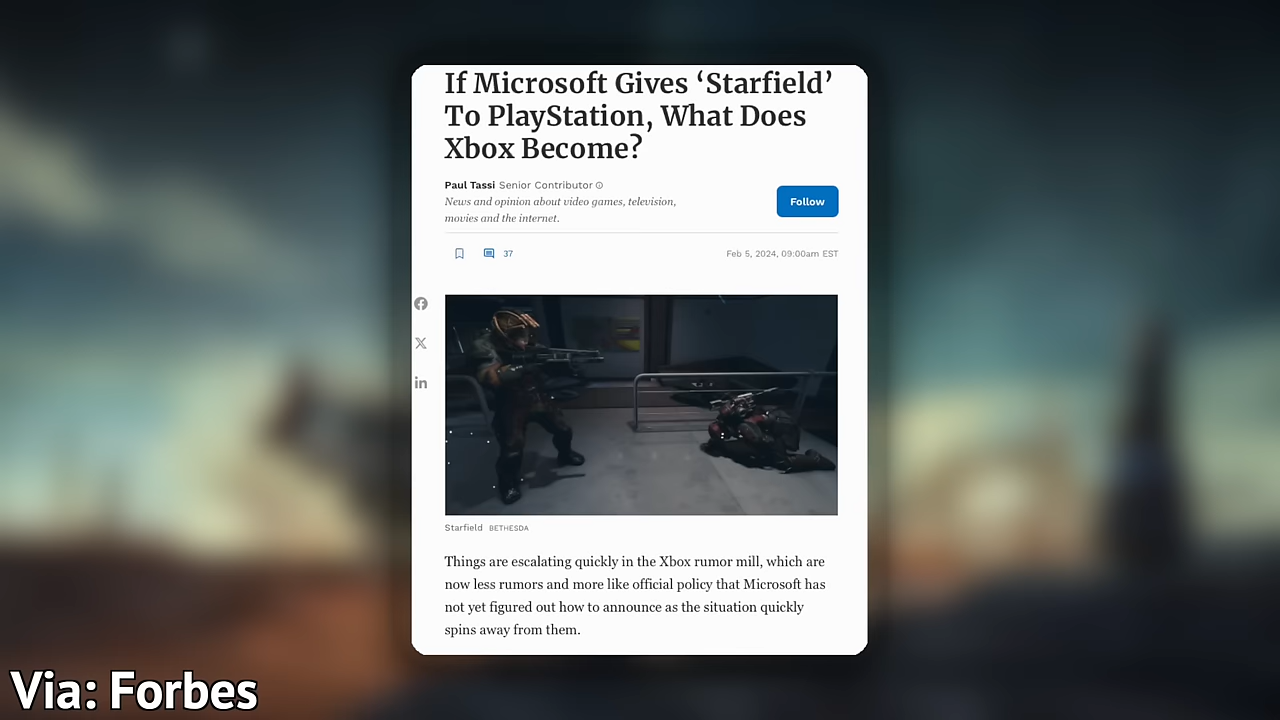 If Microsoft Gives ‘Starfield’
To PlayStation, What Does
Xbox Become?
Paul Tassi Senior Contributor
News and opinion about video games, television,
movies and the internet.
Follow
37
Feb 5, 2024, 09:00am EST
Starfield BETHESDA
Things are escalating quickly in the Xbox rumor mill, which are
now less rumors and more like official policy that Microsoft has
not yet figured out how to announce as the situation quickly
spins away from them.
Via: Forbes